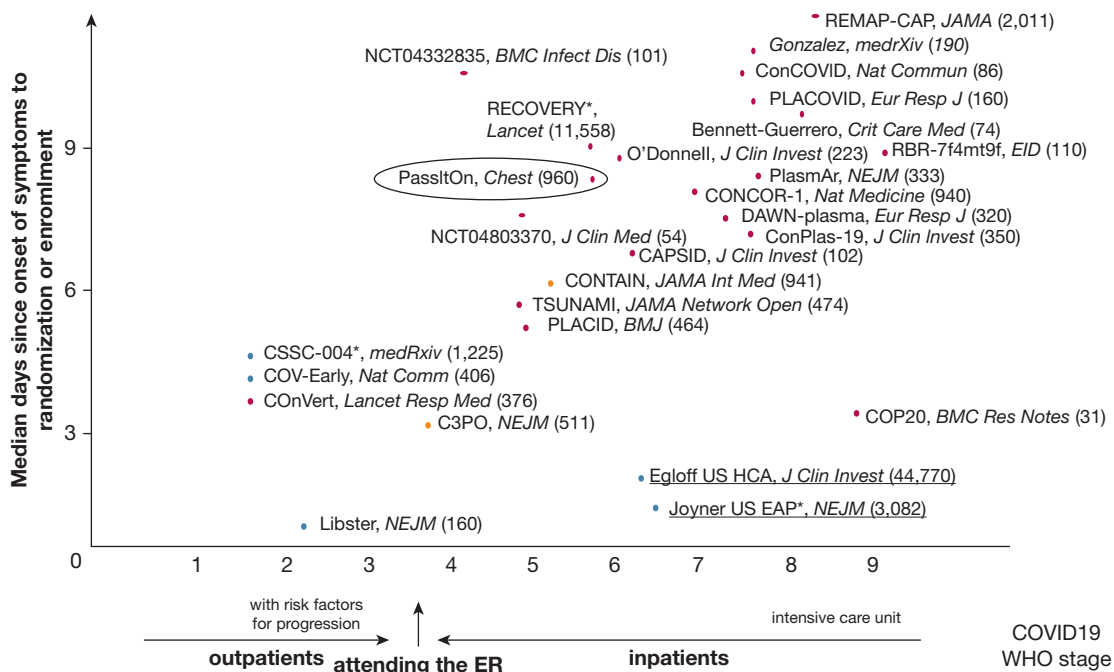 REMAP-CAP, JAMA (2,011)
Gonzalez, medrXiv (190)
NCT04332835, BMC Infect Dis (101)
ConCOVID, Nat Commun (86)
PLACOVID, Eur Resp J (160)
RECOVERY*,
Lancet (11,558)
Bennett-Guerrero, Crit Care Med (74)
O'Donnell, J Clin Invest (223)
RBR-7f4mt9f, EID (110)
PassItOn, Chest (960)
PlasmAr, NEJM (333)
CONCOR-1, Nat Medicine (940)
DAWN-plasma, Eur Resp J (320)
NCT04803370, J Clin Med (54)
ConPlas-19, J Clin Invest (350)
CAPSID, J Clin Invest (102)
CONTAIN, JAMA Int Med (941)
TSUNAMI, JAMA Network Open (474)
PLACID, BMJ (464)
CSSC-004*, medRxiv (1,225)
COV-Early, Nat Comm (406)
COnVert, Lancet Resp Med (376)
C3PO, NEJM (511)
COP20, BMC Res Notes (31)
Egloff US HCA, J Clin Invest (44,770)
Joyner US EAP*, NEJM (3,082)
Libster, NEJM (160)
Median days since onset of symptoms to
randomization or enronlment
9
6
3
0 1 2 3 4 5 6 7 8 9
with risk factors
for progression
intensive care unit
outpatients
attending the ER
inpatients
COVID19
WHO stage